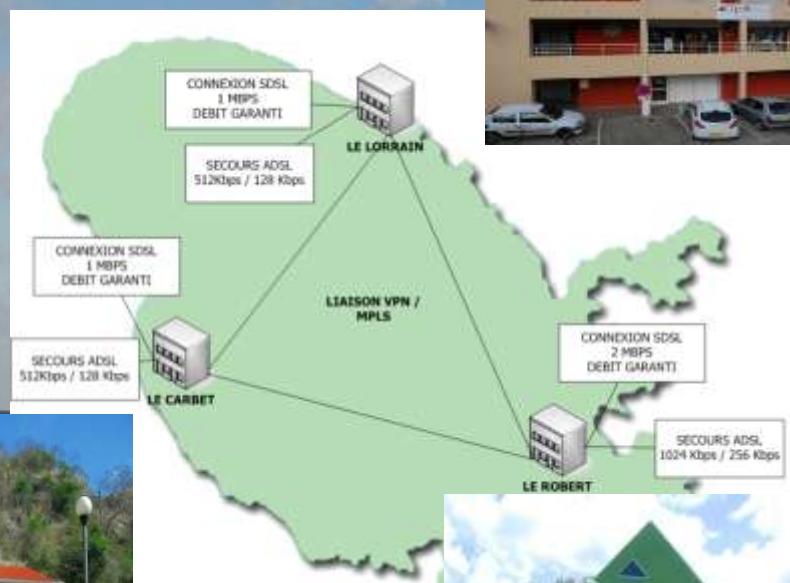 CONNEXION SDSL
1 MBPS
DEBIT GARANTI
LE LORRAIN
SECOURS ADSL
512Kbps / 128 Kbps
CONNEXION SDSL
1 MBPS
DEBIT GARANTI
LIAISON VPN /
MPLS
CONNEXION SDSL
2 MBPS
DEBIT GARANTI
SECOURS ADSL
512Kbps / 128 Kbps
LE CARBET
SECOURS ADSL
1024 Kbps / 256 Kbps
LE ROBERT